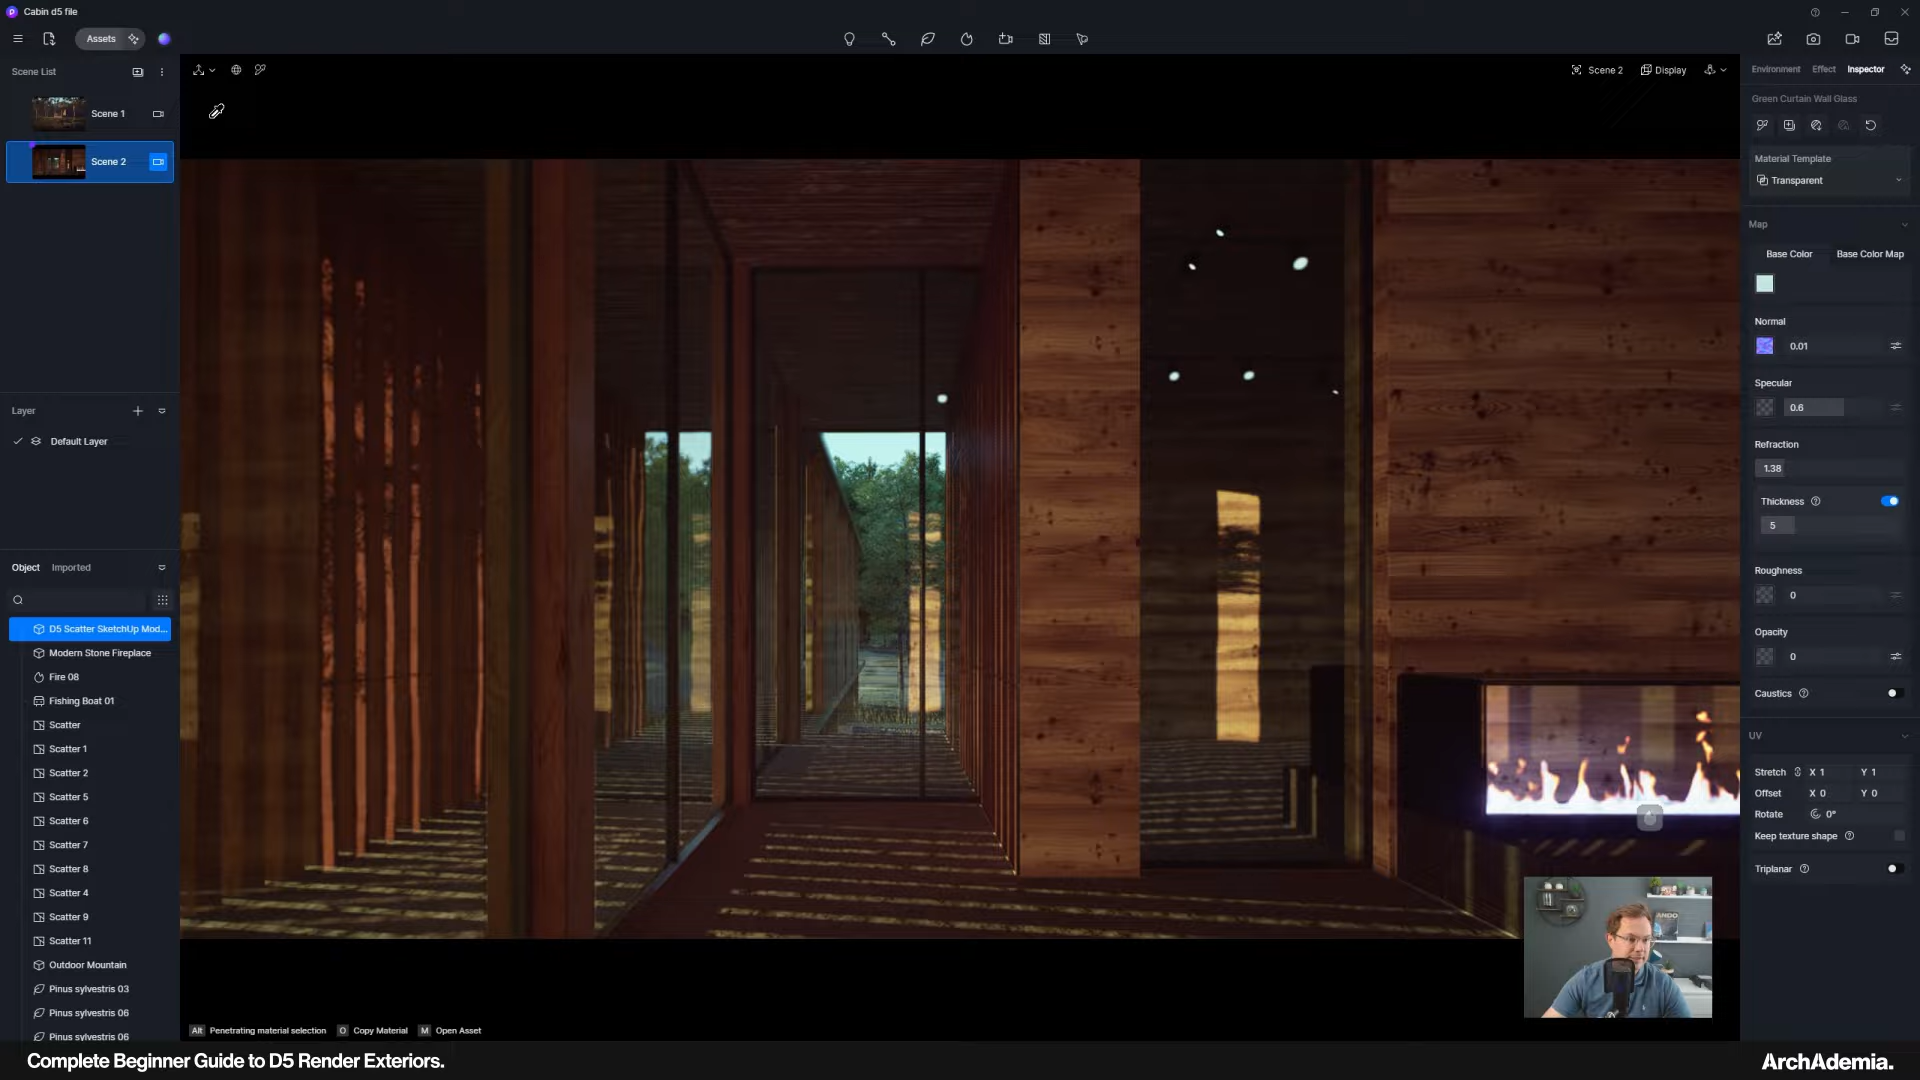 Cabin d5 file
Assets
Scene List
Scene 1
Scene 2
Layer
Default Layer
Object Imported
D5 Scatter SketchUp Mod...
Modern Stone Fireplace
Fire 08
Fishing Boat 01
Scatter
Scatter 1
Scatter 2
Scatter 5
Scatter 6
Scatter 7
Scatter 8
Scatter 4
Scatter 9
Scatter 11
Outdoor Mountain
Pinus sylvestris 03
Pinus sylvestris 06
Pinus sylvestris 06
Scene 2 Display
Alt Penetrating material selection O Copy Material M Open Asset
ANDO
Environment Effect Inspector
Green Curtain Wall Glass
Material Template
Transparent
Map
Base Color Base Color Map
Normal
0.01
Specular
0.6
Refraction
1.38
Thickness
5
Roughness
0
Opacity
0
Caustics
UV
Stretch X 1 Y 1
Offset X 0 Y 0
Rotate 0°
Keep texture shape
Triplanar
Complete Beginner Guide to D5 Render Exteriors.
ArchAdemia.